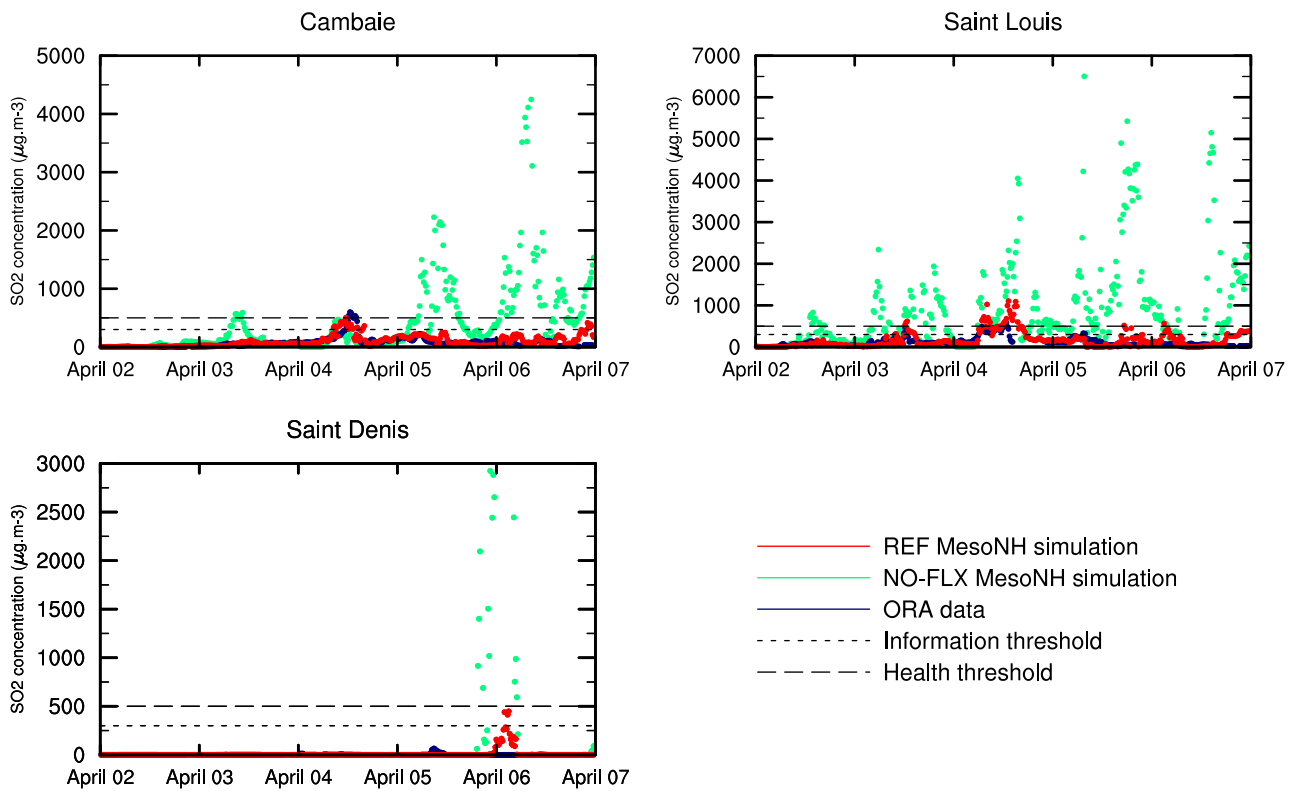 Cambaie
SO2 concentration (µg.m-3)
5000
4000
3000
2000
1000
0
April 02 April 03 April 04 April 05 April 06 April 07
Saint Louis
SO2 concentration (µg.m-3)
7000
6000
5000
4000
3000
2000
1000
0
April 02 April 03 April 04 April 05 April 06 April 07
Saint Denis
SO2 concentration (µg.m-3)
3000
2500
2000
1500
1000
500
0
April 02 April 03 April 04 April 05 April 06 April 07
REF MesoNH simulation
NO-FLX MesoNH simulation
ORA data
Information threshold
Health threshold